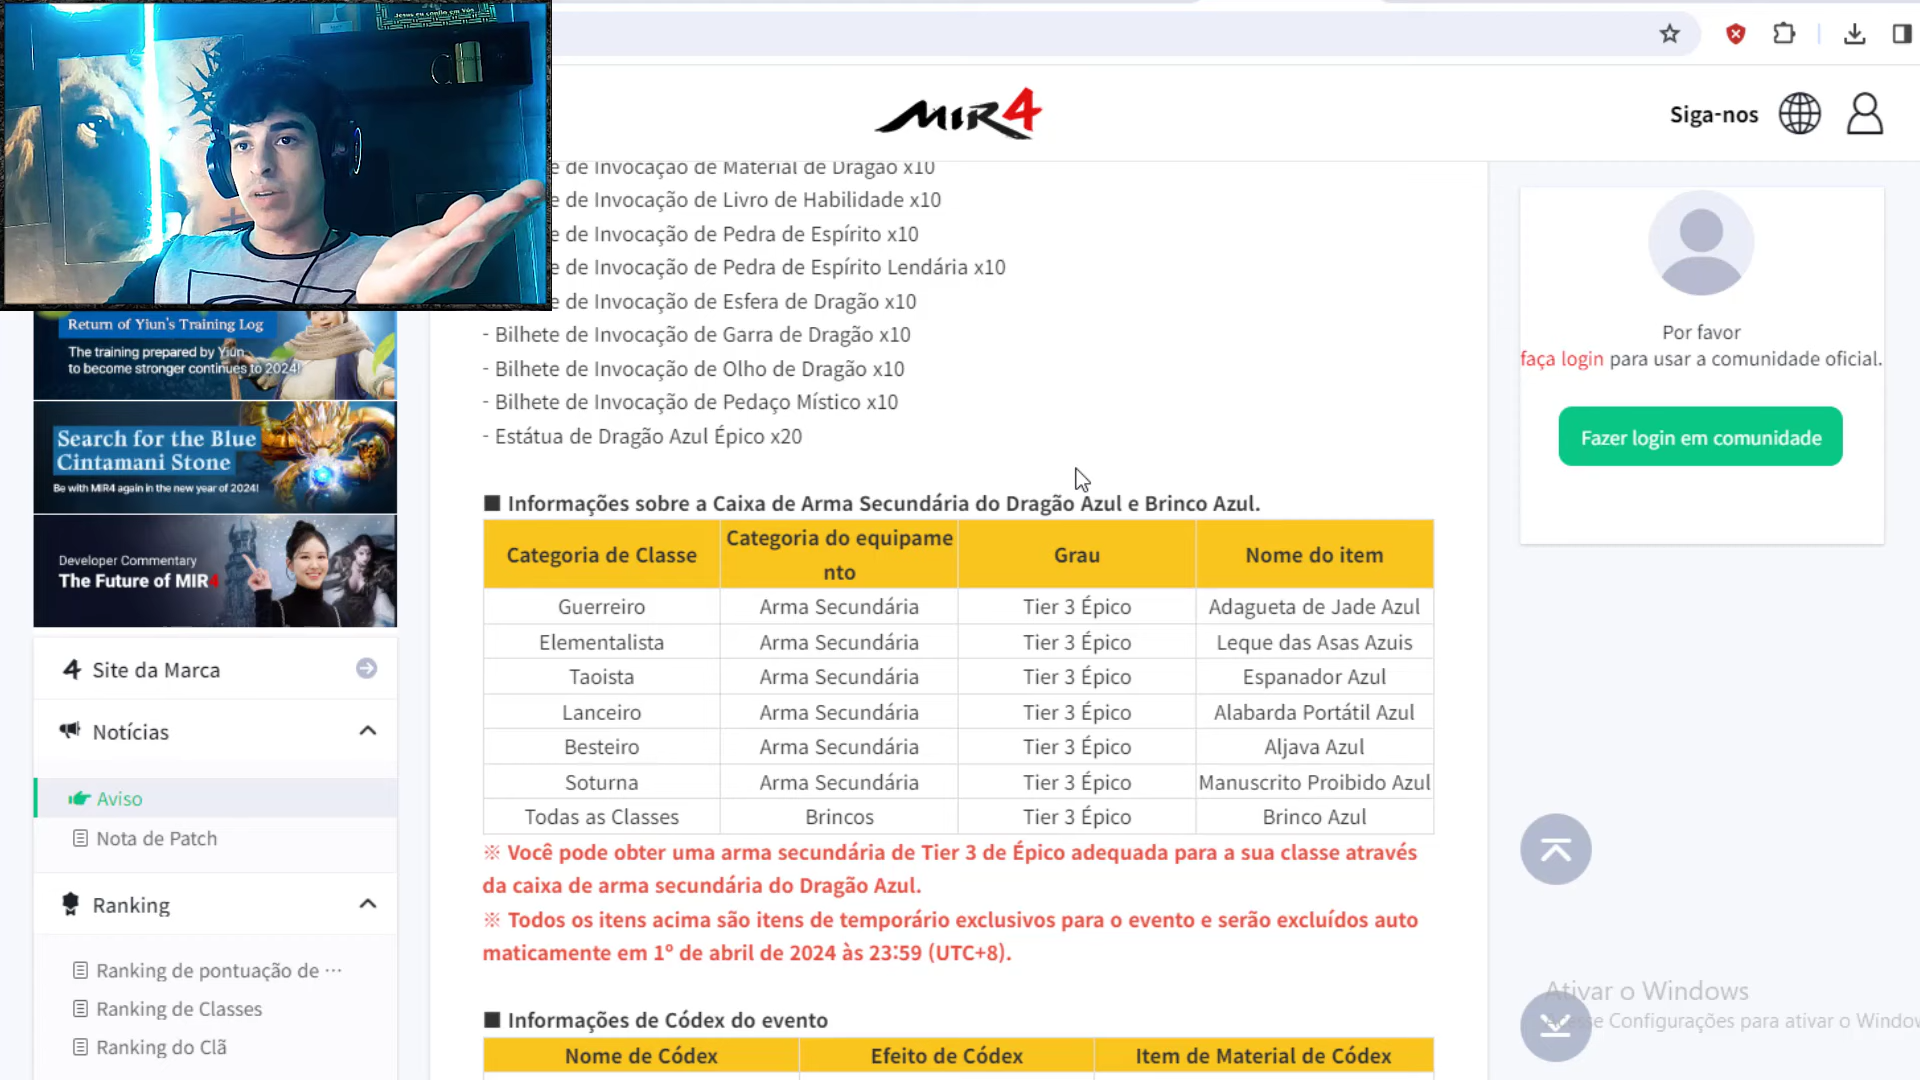 Jesus eu confio em Vós
MIR4
Siga-nos
de Invocação de Material de Dragão x10
e de Invocação de Livro de Habilidade x10
e de Invocação de Pedra de Espírito x10
e de Invocação de Pedra de Espírito Lendária x10
e de Invocação de Esfera de Dragão x10
- Bilhete de Invocação de Garra de Dragão x10
- Bilhete de Invocação de Olho de Dragão x10
- Bilhete de Invocação de Pedaço Místico x10
- Estátua de Dragão Azul Épico x20
Return of Yiun's Training Log
The training prepared by Yiun
to become stronger continues to 2024!
Search for the Blue
Cintamani Stone
Be with MIR4 again in the new year of 2024!
Developer Commentary
The Future of MIR4
4 Site da Marca
Notícias
Aviso
Nota de Patch
Ranking
Ranking de pontuação de ···
Ranking de Classes
Ranking do Clã
■ Informações sobre a Caixa de Arma Secundária do Dragão Azul e Brinco Azul.
Categoria de Classe Categoria do equipame Grau Nome do item
nto
Guerreiro Arma Secundária Tier 3 Épico Adagueta de Jade Azul
Elementalista Arma Secundária Tier 3 Épico Leque das Asas Azuis
Taoista Arma Secundária Tier 3 Épico Espanador Azul
Lanceiro Arma Secundária Tier 3 Épico Alabarda Portátil Azul
Besteiro Arma Secundária Tier 3 Épico Aljava Azul
Soturna Arma Secundária Tier 3 Épico Manuscrito Proibido Azul
Todas as Classes Brincos Tier 3 Épico Brinco Azul
※ Você pode obter uma arma secundária de Tier 3 de Épico adequada para a sua classe através
da caixa de arma secundária do Dragão Azul.
※ Todos os itens acima são itens de temporário exclusivos para o evento e serão excluídos auto
maticamente em 1º de abril de 2024 às 23:59 (UTC+8).
■ Informações de Códex do evento
Nome de Códex Efeito de Códex Item de Material de Códex
Por favor
faça login para usar a comunidade oficial.
Fazer login em comunidade
Ativar o Windows
Acesse Configurações para ativar o Windo